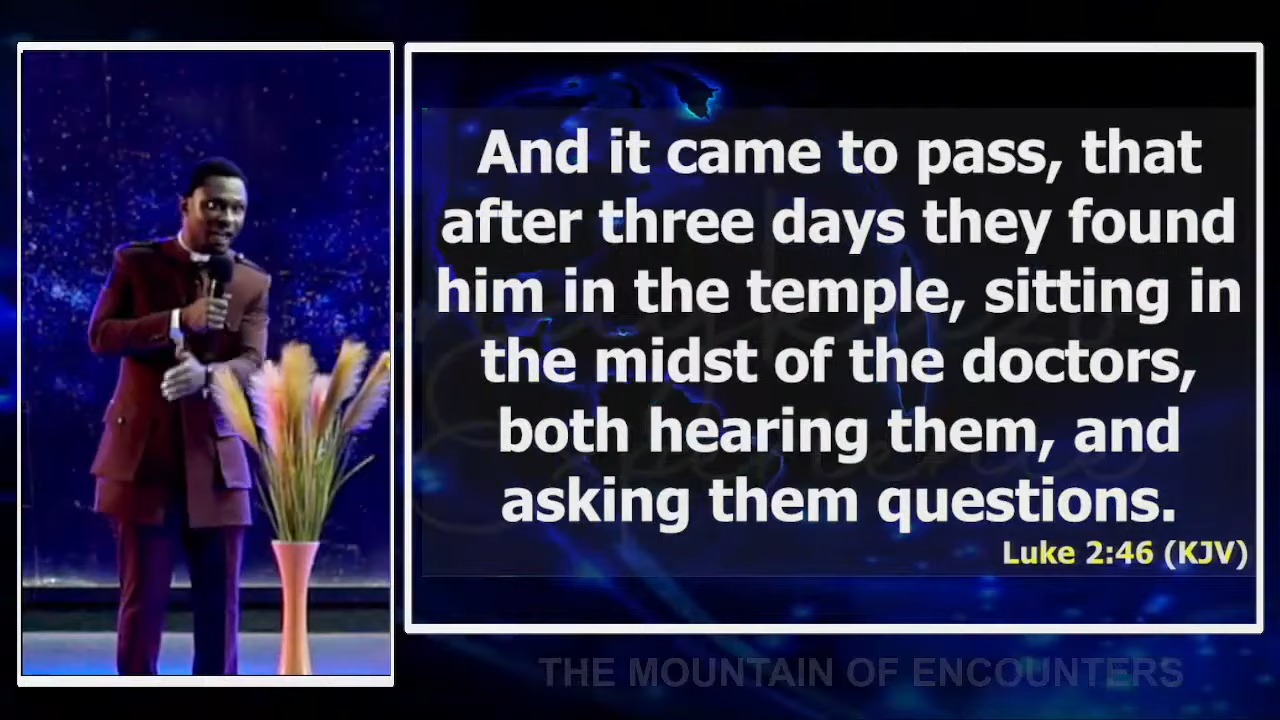 And it came to pass, that
after three days they found
him in the temple, sitting in
the midst of the doctors,
both hearing them, and
asking them questions.
Luke 2:46 (KJV)
THE MOUNTAIN OF ENCOUNTERS